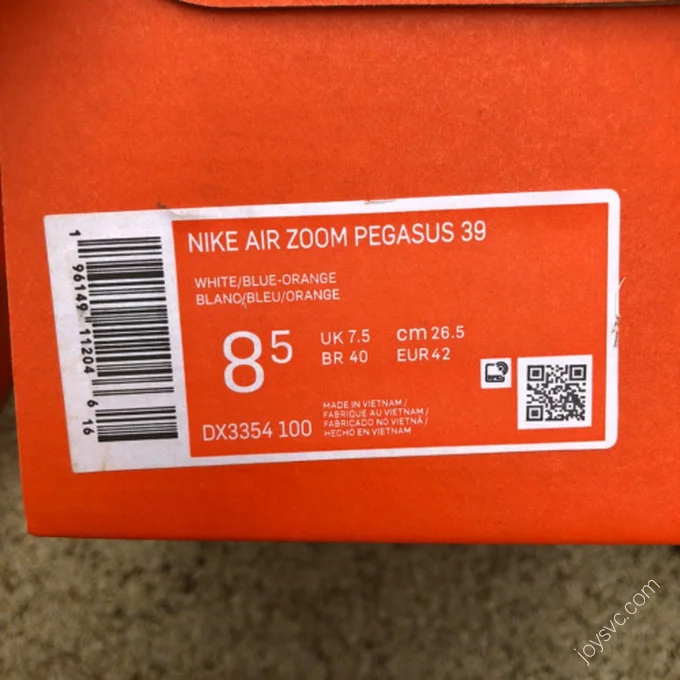 NIKE AIR ZOOM PEGASUS 39
WHITE/BLUE-ORANGE
BLANO/BLEU/ORANGE
8 5
UK 7.5 cm 26.5
BR 40 EUR 42
DX3354 100
MADE IN VIETNAM /
FABRIQUE AU VIETNAM /
FABRICADO NO VIETNÁ /
HECHO EN VIETNAM
1 96149 11204 6 16
joysvc.com